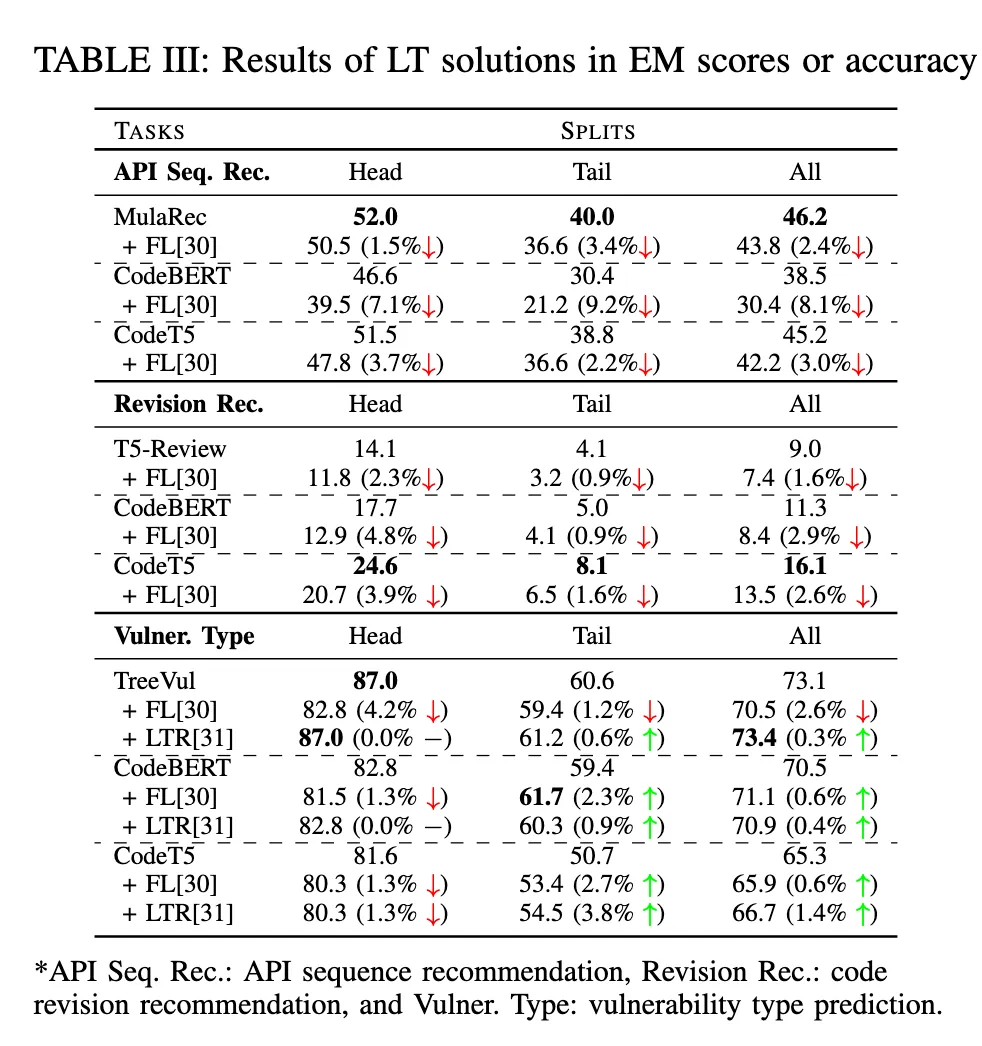 TABLE III: Results of LT solutions in EM scores or accuracy
TASKS SPLITS
API Seq. Rec. Head Tail All
MulaRec 52.0 40.0 46.2
+ FL[30] 50.5 (1.5%↓) 36.6 (3.4%↓) 43.8 (2.4%↓)
CodeBERT 46.6 30.4 38.5
+ FL[30] 39.5 (7.1%↓) 21.2 (9.2%↓) 30.4 (8.1%↓)
CodeT5 51.5 38.8 45.2
+ FL[30] 47.8 (3.7%↓) 36.6 (2.2%↓) 42.2 (3.0%↓)
Revision Rec. Head Tail All
T5-Review 14.1 4.1 9.0
+ FL[30] 11.8 (2.3%↓) 3.2 (0.9%↓) 7.4 (1.6%↓)
CodeBERT 17.7 5.0 11.3
+ FL[30] 12.9 (4.8% ↓) 4.1 (0.9% ↓) 8.4 (2.9% ↓)
CodeT5 24.6 8.1 16.1
+ FL[30] 20.7 (3.9% ↓) 6.5 (1.6% ↓) 13.5 (2.6% ↓)
Vulner. Type Head Tail All
TreeVul 87.0 60.6 73.1
+ FL[30] 82.8 (4.2% ↓) 59.4 (1.2% ↓) 70.5 (2.6% ↓)
+ LTR[31] 87.0 (0.0% −) 61.2 (0.6% ↑) 73.4 (0.3% ↑)
CodeBERT 82.8 59.4 70.5
+ FL[30] 81.5 (1.3% ↓) 61.7 (2.3% ↑) 71.1 (0.6% ↑)
+ LTR[31] 82.8 (0.0% −) 60.3 (0.9% ↑) 70.9 (0.4% ↑)
CodeT5 81.6 50.7 65.3
+ FL[30] 80.3 (1.3% ↓) 53.4 (2.7% ↑) 65.9 (0.6% ↑)
+ LTR[31] 80.3 (1.3% ↓) 54.5 (3.8% ↑) 66.7 (1.4% ↑)
*API Seq. Rec.: API sequence recommendation, Revision Rec.: code
revision recommendation, and Vulner. Type: vulnerability type prediction.